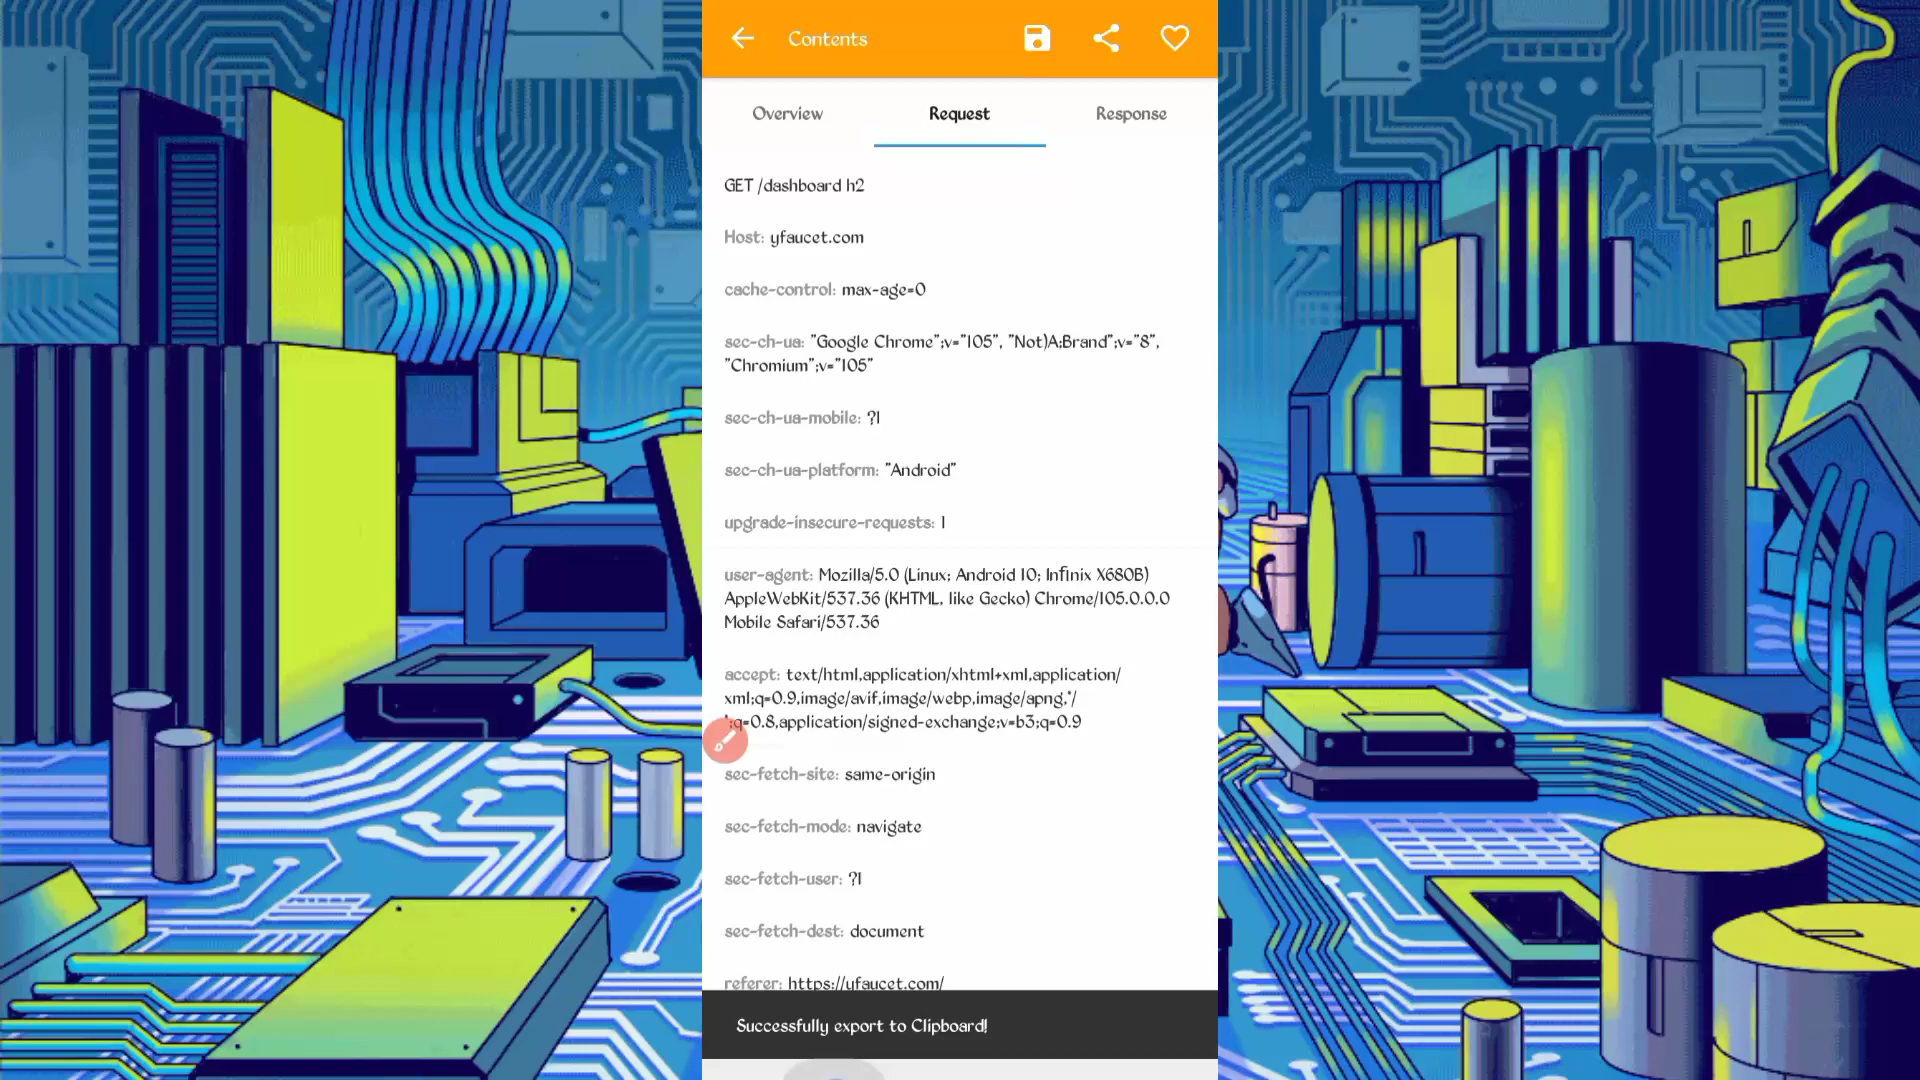 Contents
Overview
Request
Response
GET /dashboard h2
Host: yfaucet.com
cache-control: max-age=0
sec-ch-ua: "Google Chrome";v="105", "Not)A;Brand";v="8",
"Chromium";v="105"
sec-ch-ua-mobile: ?1
sec-ch-ua-platform: "Android"
upgrade-insecure-requests: 1
user-agent: Mozilla/5.0 (Linux; Android 10; Infinix X680B)
AppleWebKit/537.36 (KHTML, like Gecko) Chrome/105.0.0.0
Mobile Safari/537.36
accept: text/html,application/xhtml+xml,application/
xml;q=0.9,image/avif,image/webp,image/apng,*/
*;q=0.8,application/signed-exchange;v=b3;q=0.9
sec-fetch-site: same-origin
sec-fetch-mode: navigate
sec-fetch-user: ?1
sec-fetch-dest: document
referer: https://yfaucet.com/
Successfully export to Clipboard!